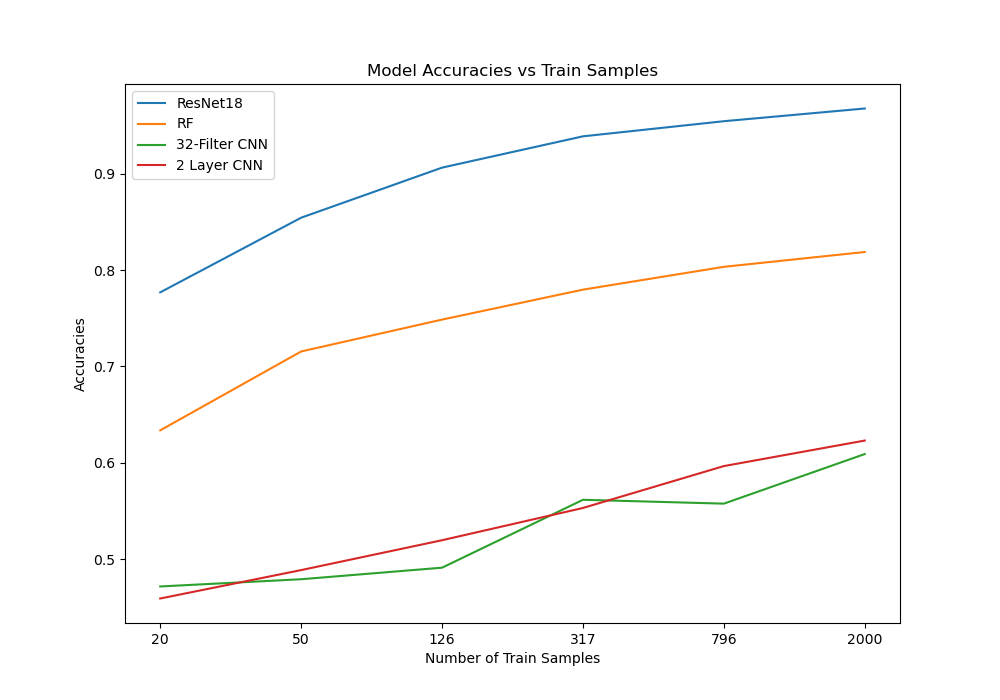 Model Accuracies vs Train Samples
ResNet18
RF
32-Filter CNN
2 Layer CNN
Accuracies
0.9
0.8
0.7
0.6
0.5
20 50 126 317 796 2000
Number of Train Samples